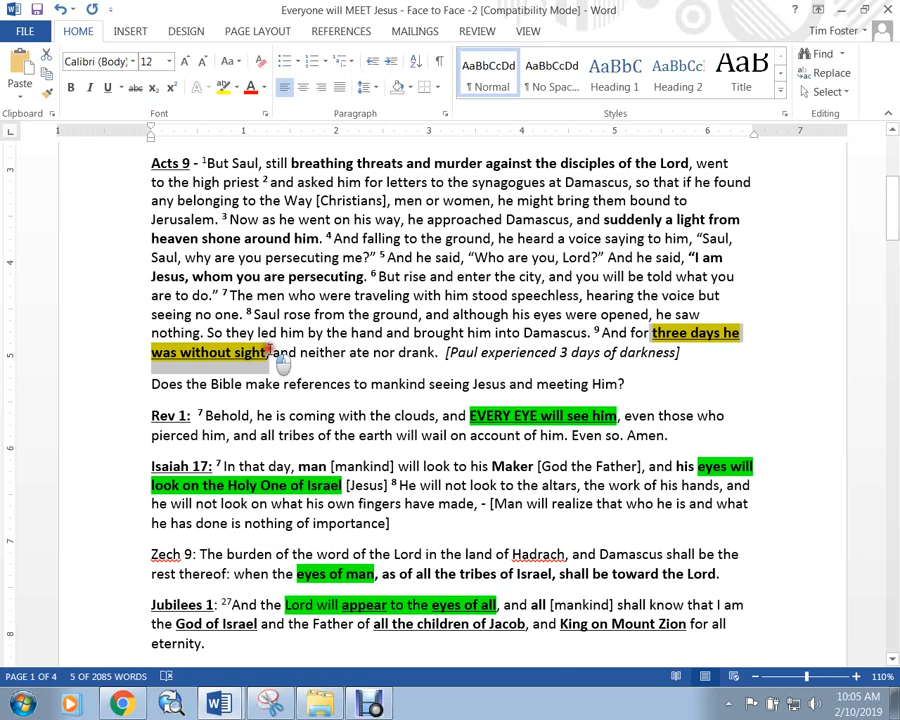 Everyone will MEET Jesus - Face to Face -2 [Compatibility Mode] - Word
FILE HOME INSERT DESIGN PAGE LAYOUT REFERENCES MAILINGS REVIEW VIEW Tim Foster
Calibri (Body) 12 Aa
Paste
B I U abc x₂ x² A A
AaBbCcDd AaBbCcDd AaBbC AaBbCc AaB
¶ Normal ¶ No Spac... Heading 1 Heading 2 Title
Find
Replace
Select
Clipboard Font Paragraph Styles Editing
1 1 2 3 4 5 6 7
Acts 9 - ¹But Saul, still breathing threats and murder against the disciples of the Lord, went
to the high priest ² and asked him for letters to the synagogues at Damascus, so that if he found
any belonging to the Way [Christians], men or women, he might bring them bound to
Jerusalem. ³ Now as he went on his way, he approached Damascus, and suddenly a light from
heaven shone around him. ⁴ And falling to the ground, he heard a voice saying to him, “Saul,
Saul, why are you persecuting me?” ⁵ And he said, “Who are you, Lord?” And he said, “I am
Jesus, whom you are persecuting. ⁶ But rise and enter the city, and you will be told what you
are to do.” ⁷ The men who were traveling with him stood speechless, hearing the voice but
seeing no one. ⁸ Saul rose from the ground, and although his eyes were opened, he saw
nothing. So they led him by the hand and brought him into Damascus. ⁹ And for three days he
was without sight, and neither ate nor drank. [Paul experienced 3 days of darkness]
Does the Bible make references to mankind seeing Jesus and meeting Him?
Rev 1: ⁷ Behold, he is coming with the clouds, and EVERY EYE will see him, even those who
pierced him, and all tribes of the earth will wail on account of him. Even so. Amen.
Isaiah 17: ⁷ In that day, man [mankind] will look to his Maker [God the Father], and his eyes will
look on the Holy One of Israel [Jesus] ⁸ He will not look to the altars, the work of his hands, and
he will not look on what his own fingers have made, - [Man will realize that who he is and what
he has done is nothing of importance]
Zech 9: The burden of the word of the Lord in the land of Hadrach, and Damascus shall be the
rest thereof: when the eyes of man, as of all the tribes of Israel, shall be toward the Lord.
Jubilees 1: ²⁷And the Lord will appear to the eyes of all, and all [mankind] shall know that I am
the God of Israel and the Father of all the children of Jacob, and King on Mount Zion for all
eternity.
3
4
5
6
7
8
PAGE 1 OF 4 5 OF 2085 WORDS 110%
10:05 AM
2/10/2019